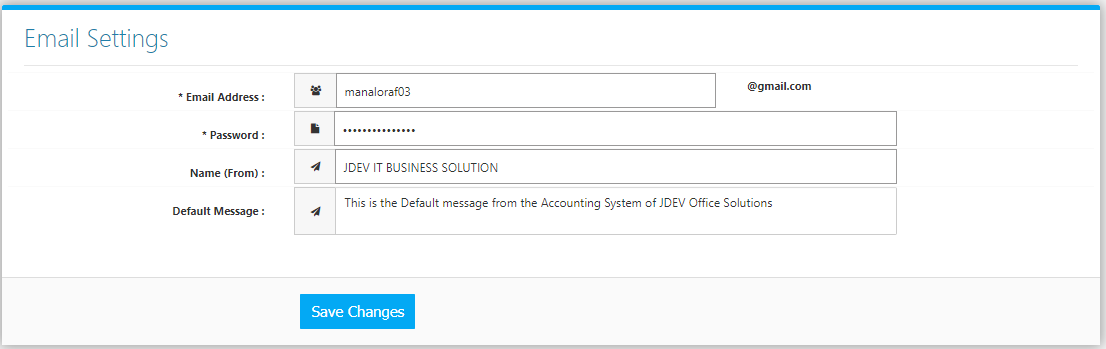 Email Settings
* Email Address : manaloraf03 @gmail.com
* Password : •••••••••••••••
Name (From) : JDEV IT BUSINESS SOLUTION
Default Message : This is the Default message from the Accounting System of JDEV Office Solutions
Save Changes